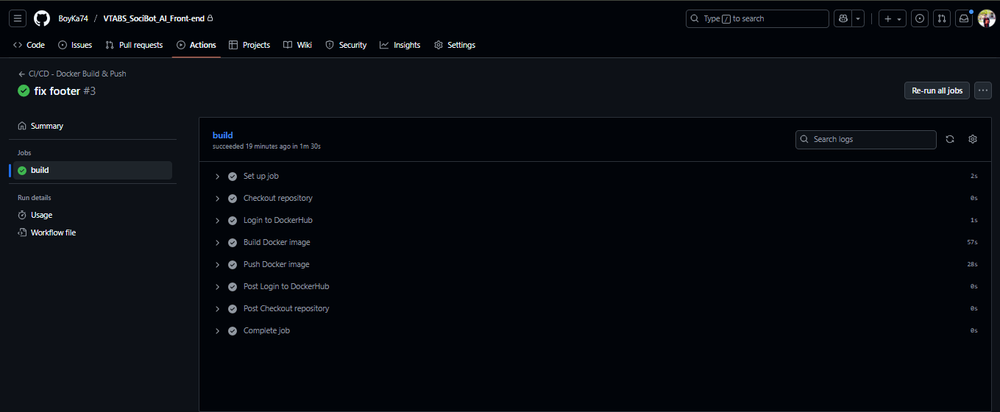 BoyKa74 / VTABS_SociBot_AI_Front-end
Type / to search
Code Issues Pull requests Actions Projects Wiki Security Insights Settings
CI/CD - Docker Build & Push
fix footer #3
Re-run all jobs
Summary
Jobs
build
Run details
Usage
Workflow file
build
succeeded 19 minutes ago in 1m 30s
Search logs
Set up job 2s
Checkout repository 0s
Login to DockerHub 1s
Build Docker image 57s
Push Docker image 28s
Post Login to DockerHub 0s
Post Checkout repository 0s
Complete job 0s